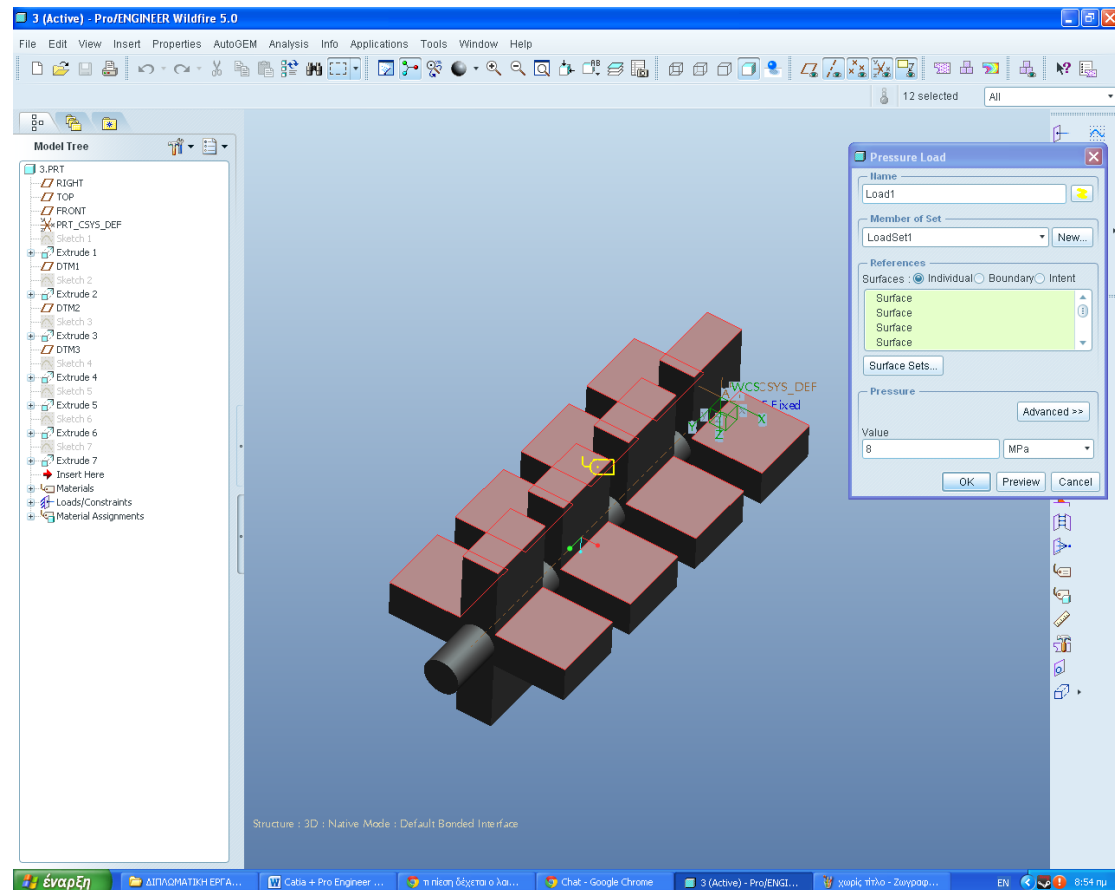 3 (Active) - Pro/ENGINEER Wildfire 5.0
File Edit View Insert Properties AutoGEM Analysis Info Applications Tools Window Help
12 selected All
Model Tree
3.PRT
RIGHT
TOP
FRONT
PRT_CSYS_DEF
Sketch 1
Extrude 1
DTM1
Sketch 2
Extrude 2
DTM2
Sketch 3
Extrude 3
DTM3
Sketch 4
Extrude 4
Sketch 5
Extrude 5
Sketch 6
Extrude 6
Sketch 7
Extrude 7
Insert Here
Materials
Loads/Constraints
Material Assignments
Fixed
X
Y
Z
Structure : 3D : Native Mode : Default Bonded Interface
Pressure Load
Name
Load1
Member of Set
LoadSet1 New...
References
Surfaces : Individual Boundary Intent
Surface
Surface
Surface
Surface
Surface Sets...
Pressure
Advanced >>
Value
8 MPa
OK Preview Cancel
έναρξη ΔΙΠΛΩΜΑΤΙΚΗ ΕΡΓΑ... Catia + Pro Engineer ... τι πίεση δέχεται ο λαι... Chat - Google Chrome 3 (Active) - Pro/ENGI... χωρίς τίτλο - Ζωγραφ... EN 8:54 πμ